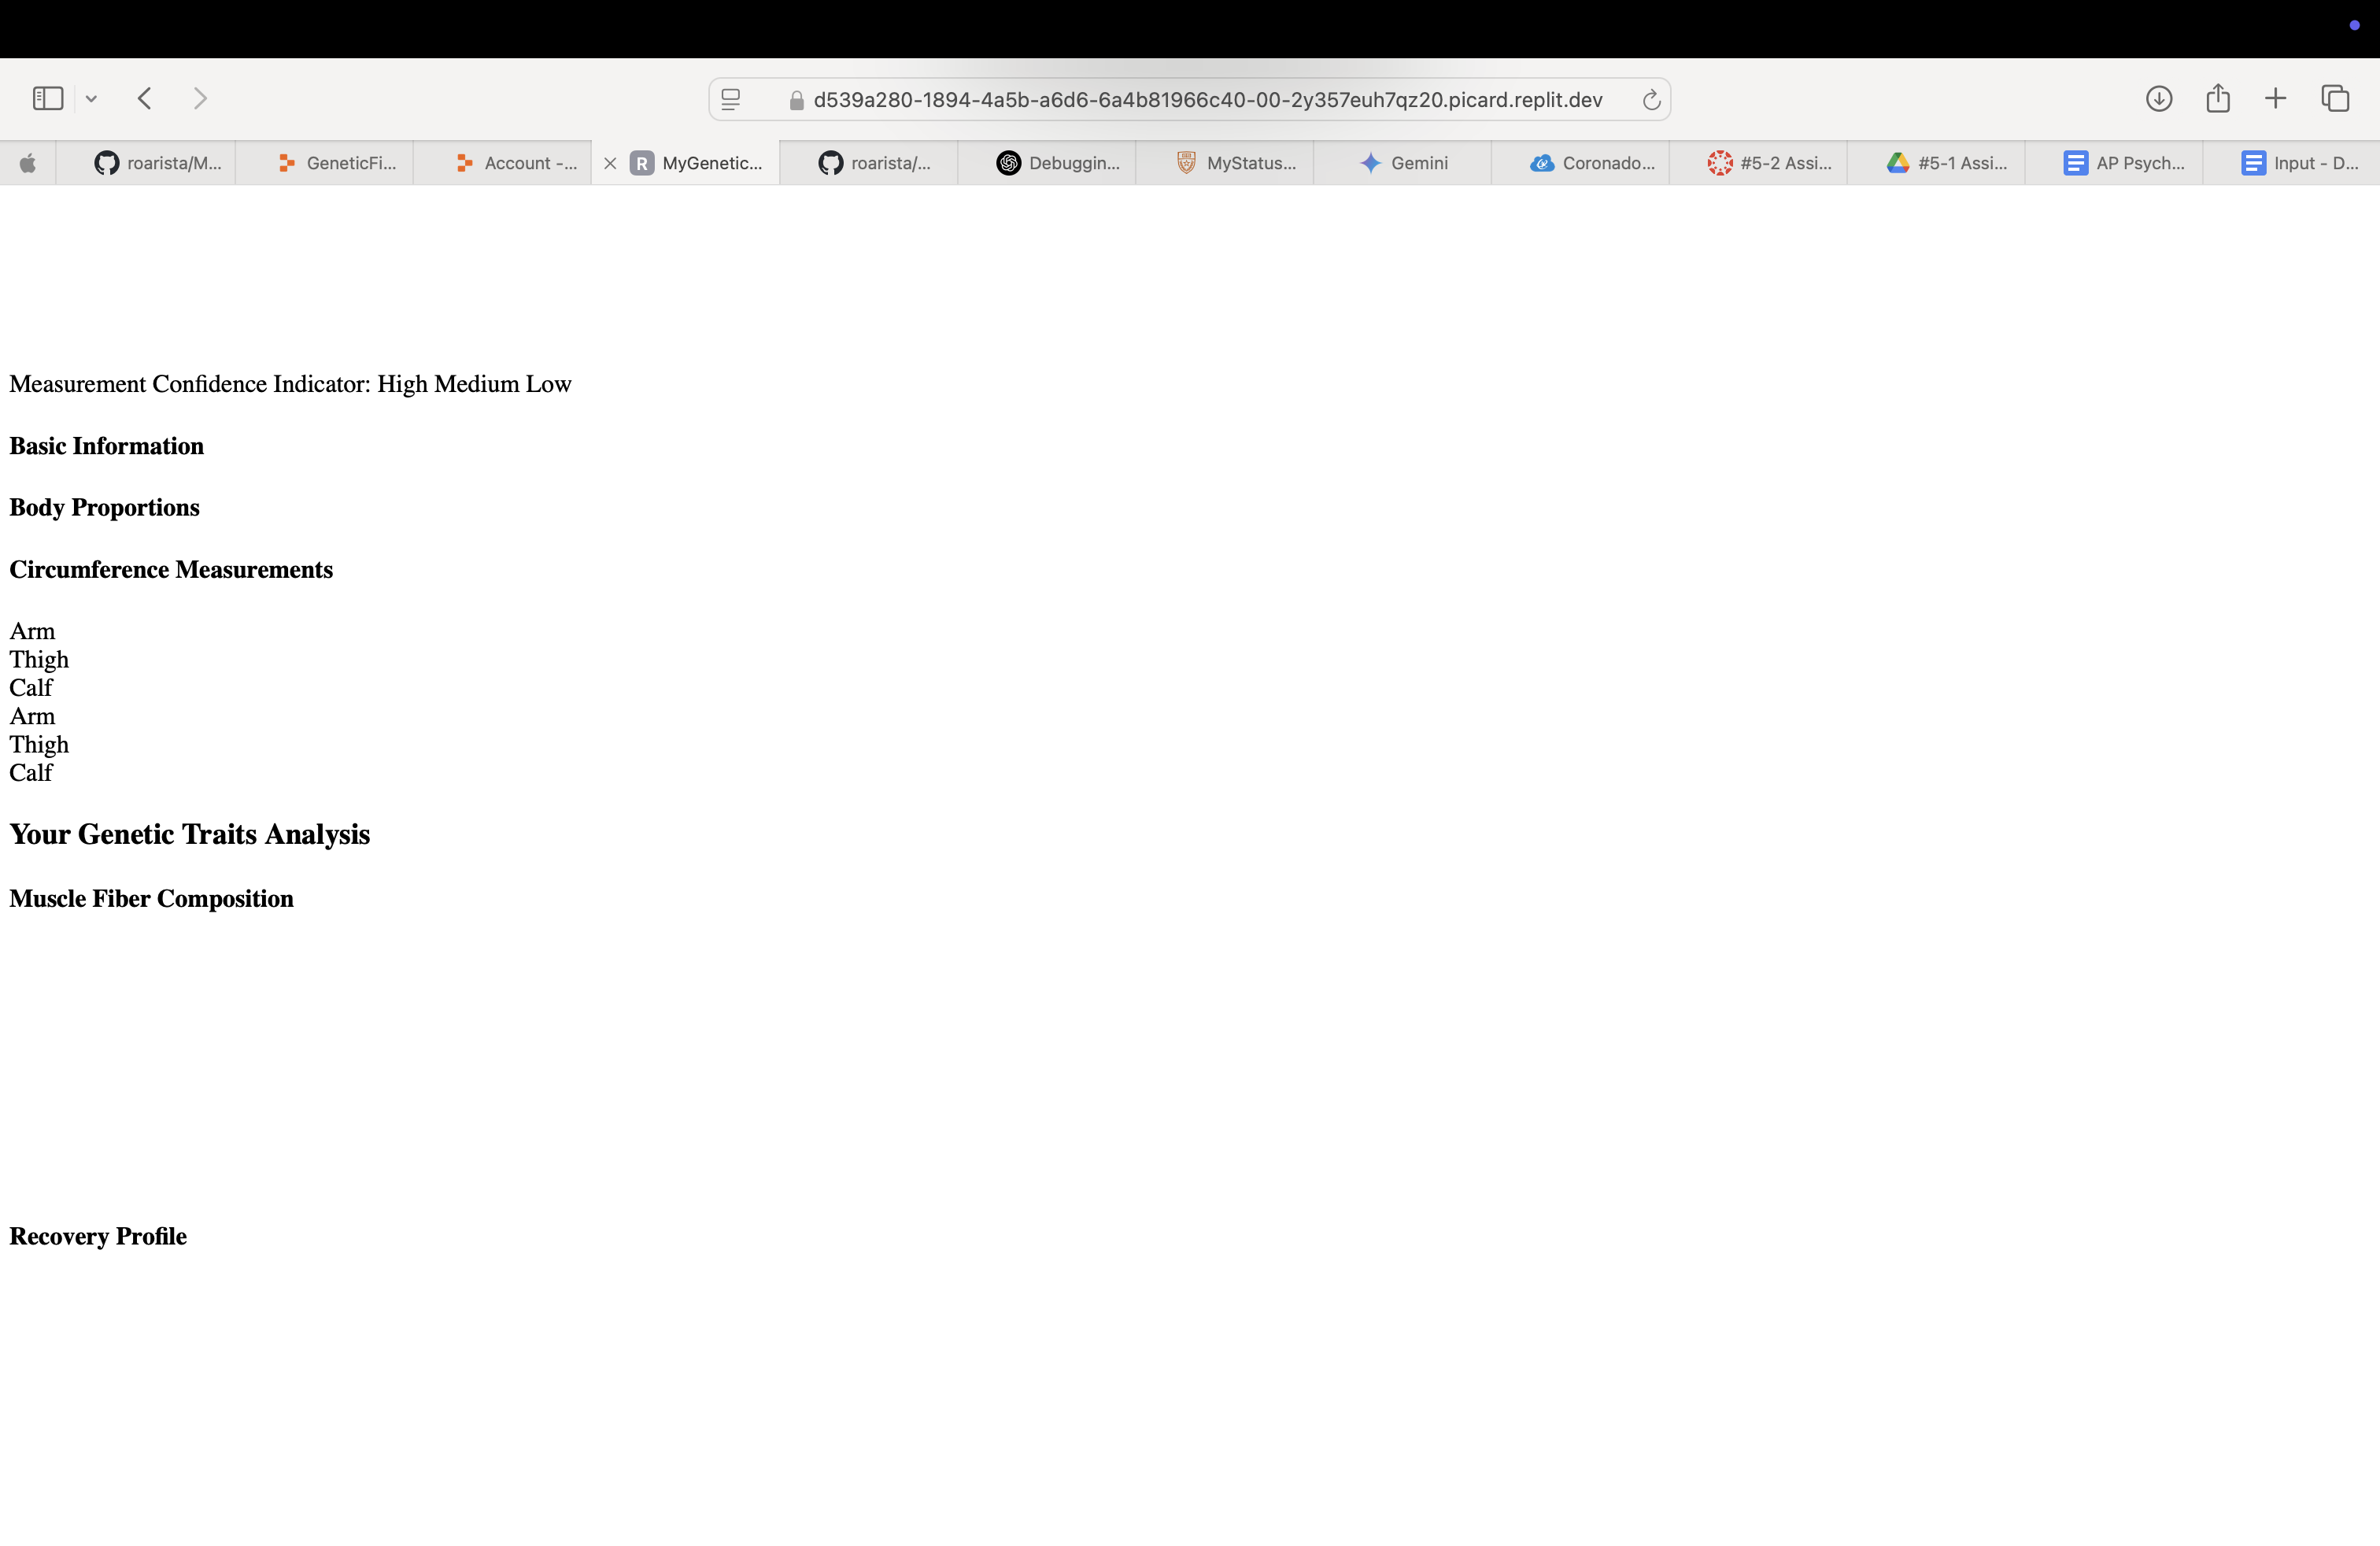 d539a280-1894-4a5b-a6d6-6a4b81966c40-00-2y357euh7qz20.picard.replit.dev
roarista/M...
GeneticFi...
Account -...
R MyGenetic...
roarista/...
Debuggin...
MyStatus...
Gemini
Coronado...
#5-2 Assi...
#5-1 Assi...
AP Psych...
Input - D...
Measurement Confidence Indicator: High Medium Low
Basic Information
Body Proportions
Circumference Measurements
Arm
Thigh
Calf
Arm
Thigh
Calf
Your Genetic Traits Analysis
Muscle Fiber Composition
Recovery Profile